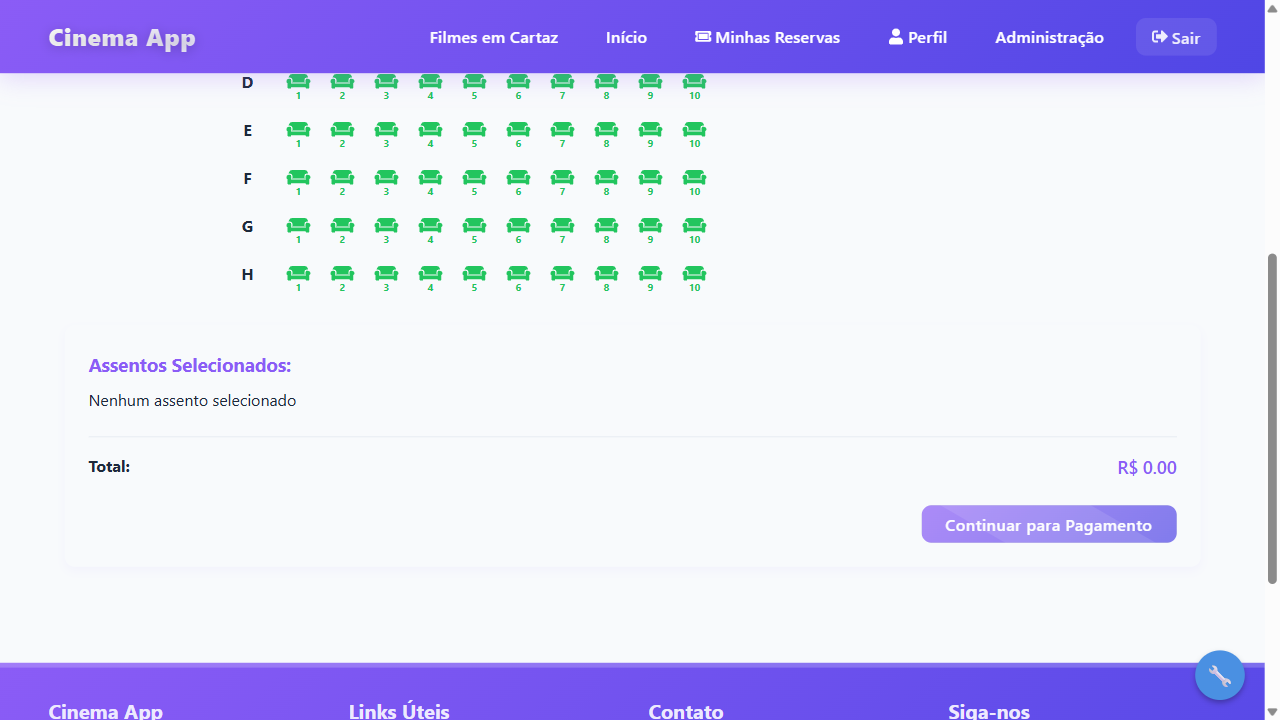 Cinema App Filmes em Cartaz Início Minhas Reservas Perfil Administração Sair
D 1 2 3 4 5 6 7 8 9 10
E 1 2 3 4 5 6 7 8 9 10
F 1 2 3 4 5 6 7 8 9 10
G 1 2 3 4 5 6 7 8 9 10
H 1 2 3 4 5 6 7 8 9 10
Assentos Selecionados:
Nenhum assento selecionado
Total: R$ 0.00
Continuar para Pagamento
Cinema App Links Úteis Contato Siga-nos